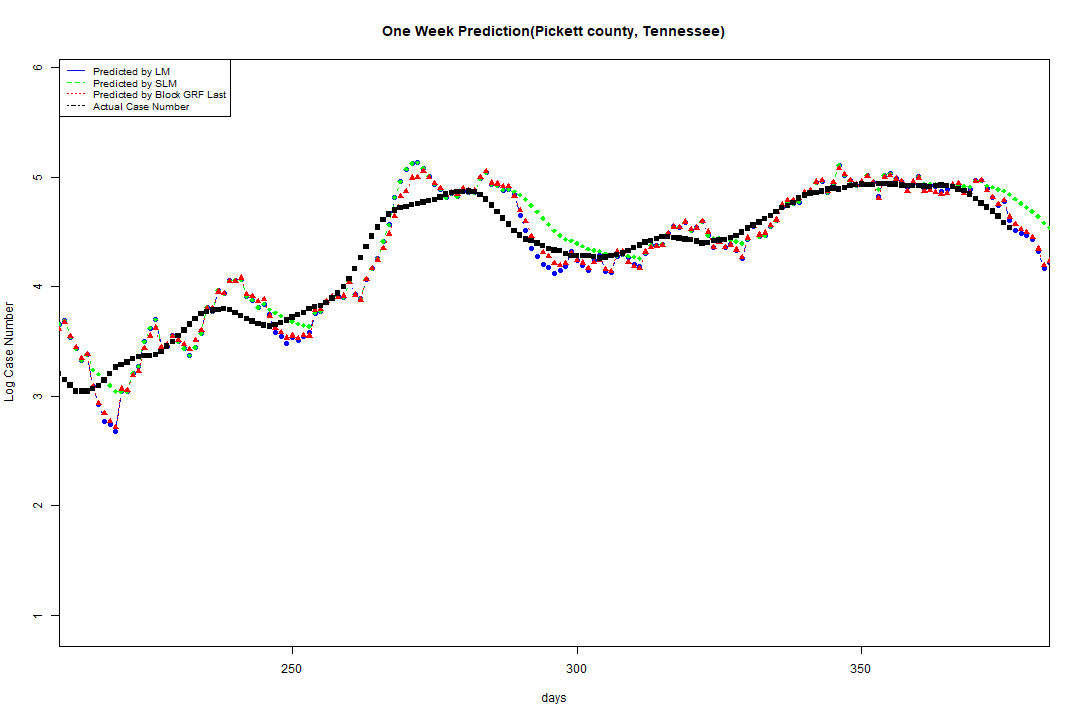 One Week Prediction(Pickett county, Tennessee)
Predicted by LM
Predicted by SLM
Predicted by Block GRF Last
Actual Case Number
6
5
4
3
2
1
Log Case Number
250
300
350
days